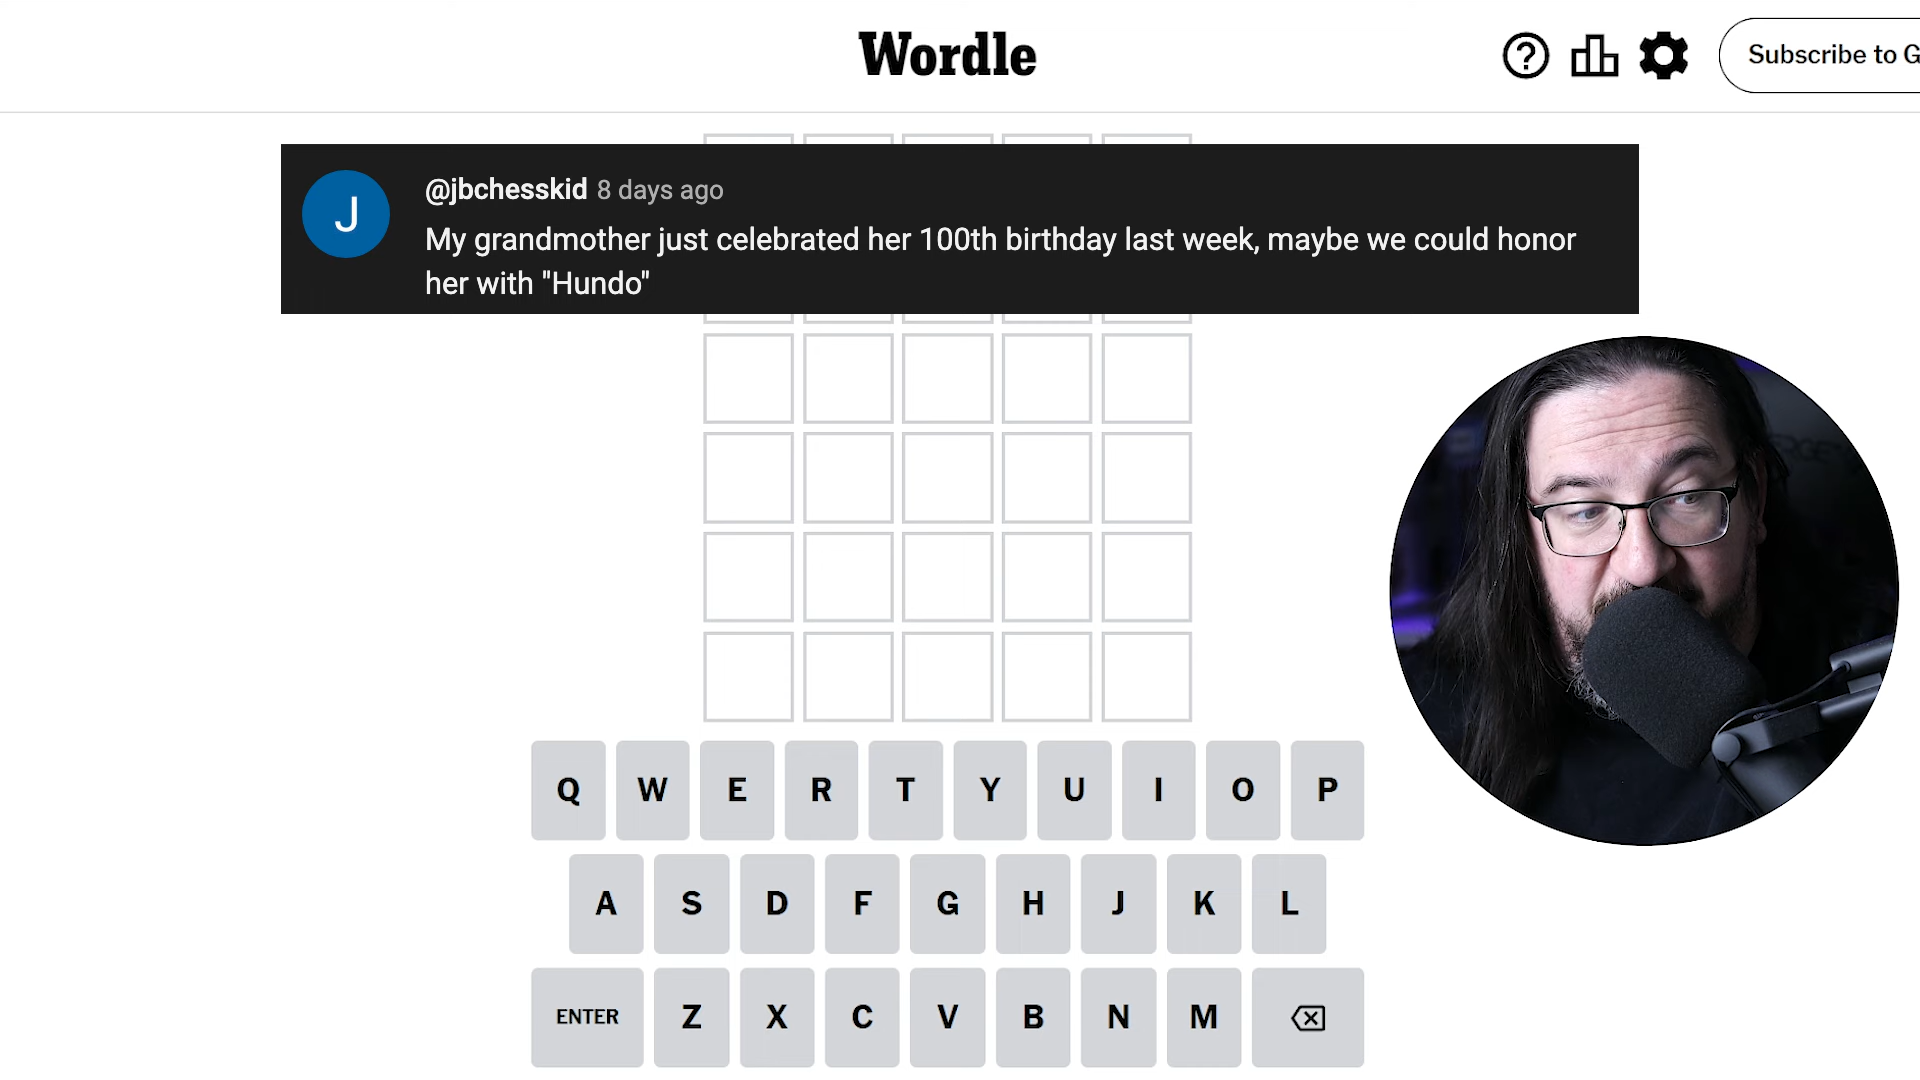 Wordle
Subscribe to G
J
@jbchesskid 8 days ago
My grandmother just celebrated her 100th birthday last week, maybe we could honor
her with "Hundo"
Q W E R T Y U I O P
A S D F G H J K L
ENTER Z X C V B N M